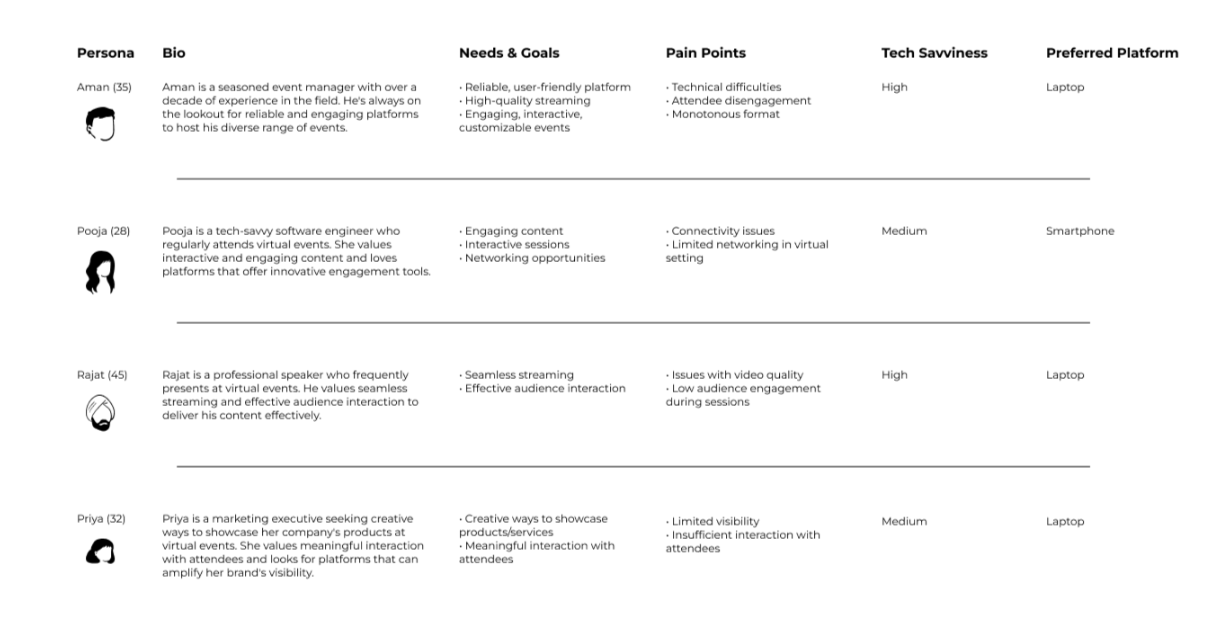 Persona
Bio
Needs & Goals
Pain Points
Tech Savviness
Preferred Platform
Aman (35)
Aman is a seasoned event manager with over a
decade of experience in the field. He's always on
the lookout for reliable and engaging platforms
to host his diverse range of events.
• Reliable, user-friendly platform
• High-quality streaming
• Engaging, interactive,
customizable events
• Technical difficulties
• Attendee disengagement
• Monotonous format
High
Laptop
Pooja (28)
Pooja is a tech-savvy software engineer who
regularly attends virtual events. She values
interactive and engaging content and loves
platforms that offer innovative engagement tools.
• Engaging content
• Interactive sessions
• Networking opportunities
• Connectivity issues
• Limited networking in virtual
setting
Medium
Smartphone
Rajat (45)
Rajat is a professional speaker who frequently
presents at virtual events. He values seamless
streaming and effective audience interaction to
deliver his content effectively.
• Seamless streaming
• Effective audience interaction
• Issues with video quality
• Low audience engagement
during sessions
High
Laptop
Priya (32)
Priya is a marketing executive seeking creative
ways to showcase her company's products at
virtual events. She values meaningful interaction
with attendees and looks for platforms that can
amplify her brand's visibility.
• Creative ways to showcase
products/services
• Meaningful interaction with
attendees
• Limited visibility
• Insufficient interaction with
attendees
Medium
Laptop